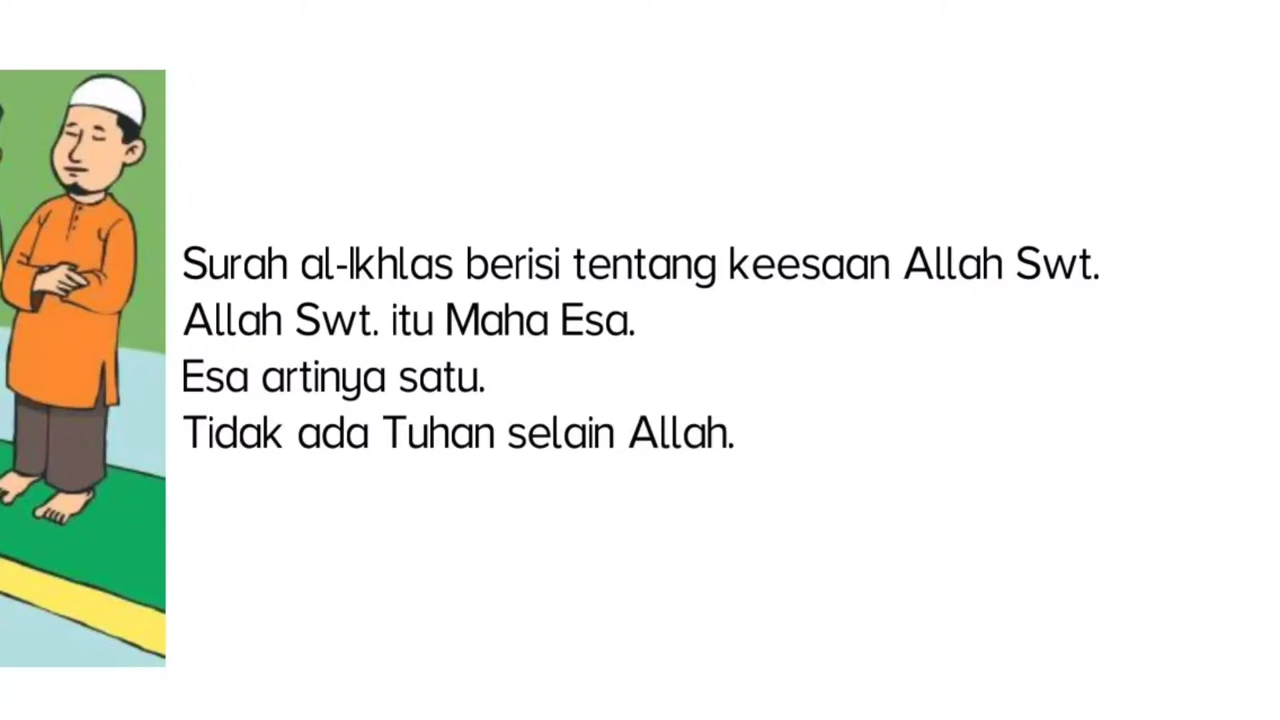 Surah al-Ikhlas berisi tentang keesaan Allah Swt.
Allah Swt. itu Maha Esa.
Esa artinya satu.
Tidak ada Tuhan selain Allah.